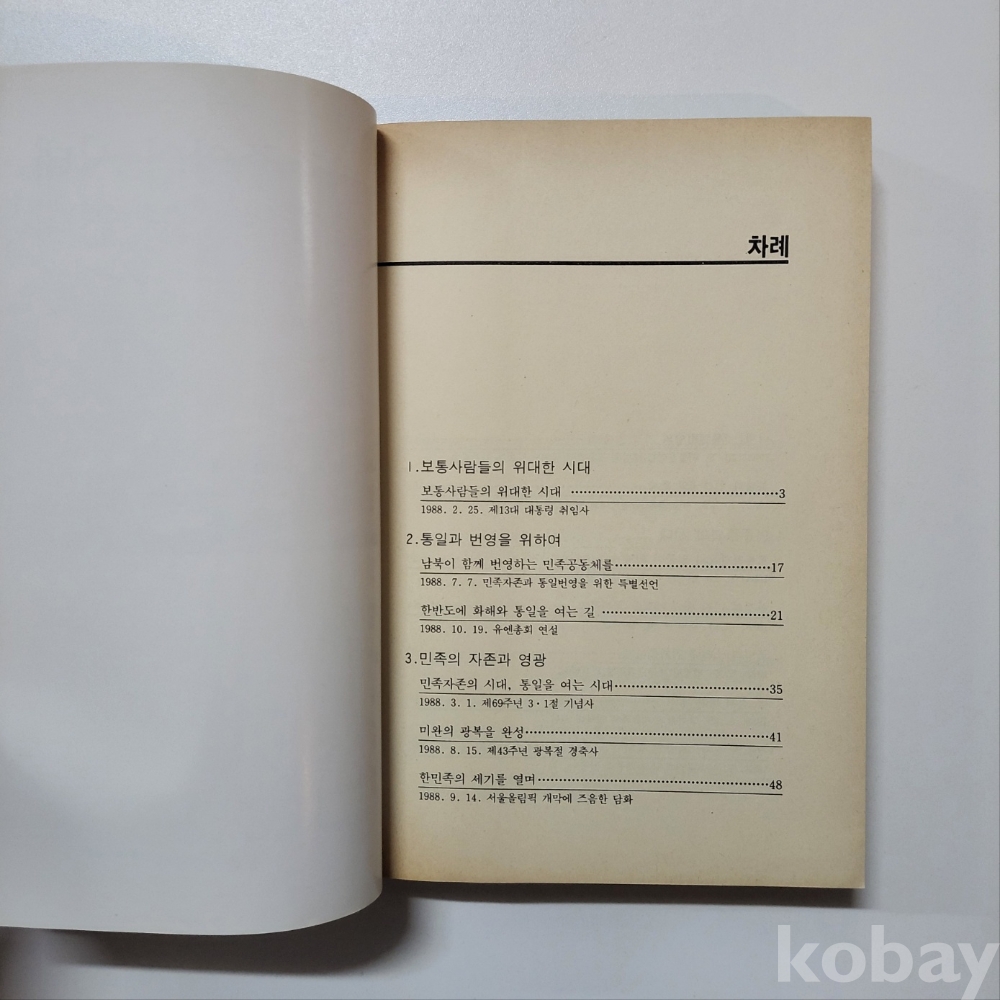 차례
1.보통사람들의 위대한 시대
보통사람들의 위대한 시대 ················································3
1988. 2. 25. 제13대 대통령 취임사
2.통일과 번영을 위하여
남북이 함께 번영하는 민족공동체를···································17
1988. 7. 7. 민족자존과 통일번영을 위한 특별선언
한반도에 화해와 통일을 여는 길 ·······································21
1988. 10. 19. 유엔총회 연설
3.민족의 자존과 영광
민족자존의 시대, 통일을 여는 시대····································35
1988. 3. 1. 제69주년 3·1절 기념사
미완의 광복을 완성························································41
1988. 8. 15. 제43주년 광복절 경축사
한민족의 세기를 열며·····················································48
1988. 9. 14. 서울올림픽 개막에 즈음한 담화
kobay